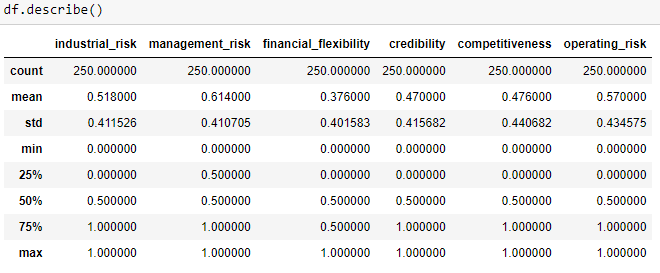 df.describe()
industrial_risk management_risk financial_flexibility credibility competitiveness operating_risk
count 250.000000 250.000000 250.000000 250.000000 250.000000 250.000000
mean 0.518000 0.614000 0.376000 0.470000 0.476000 0.570000
std 0.411526 0.410705 0.401583 0.415682 0.440682 0.434575
min 0.000000 0.000000 0.000000 0.000000 0.000000 0.000000
25% 0.000000 0.500000 0.000000 0.000000 0.000000 0.000000
50% 0.500000 0.500000 0.500000 0.500000 0.500000 0.500000
75% 1.000000 1.000000 0.500000 1.000000 1.000000 1.000000
max 1.000000 1.000000 1.000000 1.000000 1.000000 1.000000